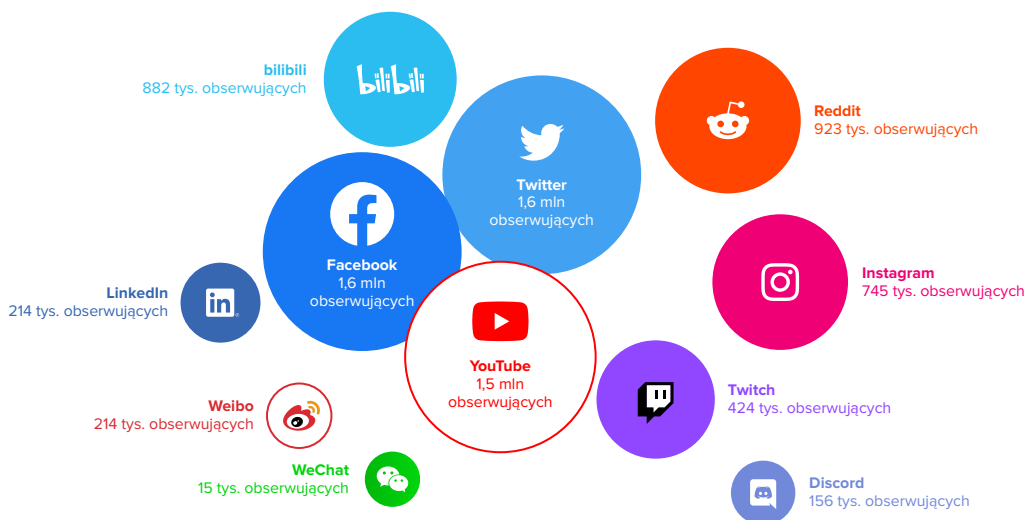 bilibili
882 tys. obserwujących
bilibili
Twitter
1,6 mln
obserwujących
Reddit
923 tys. obserwujących
Facebook
1,6 mln
obserwujących
Instagram
745 tys. obserwujących
LinkedIn
214 tys. obserwujących
in
YouTube
1,5 mln
obserwujących
Twitch
424 tys. obserwujących
Weibo
214 tys. obserwujących
WeChat
15 tys. obserwujących
Discord
156 tys. obserwujących